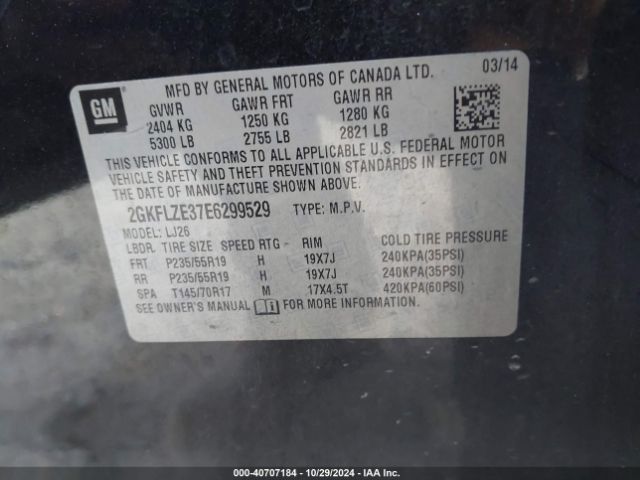 MFD BY GENERAL MOTORS OF CANADA LTD. 03/14
GM
GVWR GAWR FRT GAWR RR
2404 KG 1250 KG 1280 KG
5300 LB 2755 LB 2821 LB
THIS VEHICLE CONFORMS TO ALL APPLICABLE U.S. FEDERAL MOTOR
VEHICLE SAFETY AND THEFT PREVENTION STANDARDS IN EFFECT ON
THE DATE OF MANUFACTURE SHOWN ABOVE.
2GKFLZE37E6299529 TYPE: M.P.V.
MODEL: LJ26
LBDR. TIRE SIZE SPEED RTG RIM COLD TIRE PRESSURE
FRT P235/55R19 H 19X7J 240KPA(35PSI)
RR P235/55R19 H 19X7J 240KPA(35PSI)
SPA T145/70R17 M 17X4.5T 420KPA(60PSI)
SEE OWNER'S MANUAL FOR MORE INFORMATION.
© - 40707184 - 10/29/2024 - IAA Inc.